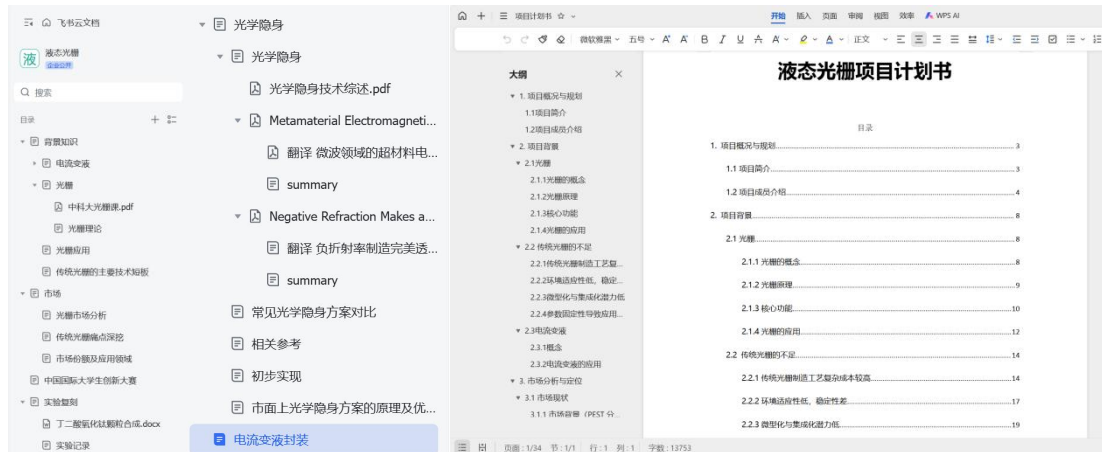 飞书云文档
液
液态光栅
企业公开
搜索
目录
背景知识
电流变液
光栅
中科大光栅课.pdf
光栅理论
光栅应用
传统光栅的主要技术短板
市场
光栅市场分析
传统光栅痛点深挖
市场份额及应用领域
中国国际大学生创新大赛
实验复刻
丁二酸氧化钛颗粒合成.docx
实验记录
光学隐身
光学隐身
光学隐身技术综述.pdf
Metamaterial Electromagneti...
翻译 微波领域的超材料电...
summary
Negative Refraction Makes a...
翻译 负折射率制造完美透...
summary
常见光学隐身方案对比
相关参考
初步实现
市面上光学隐身方案的原理及优...
电流变液封装
项目计划书
开始 插入 页面 审阅 视图 效率 WPS AI
微软雅黑 五号 A⁺ A⁻ B I U A A A 正文
大纲
1. 项目概况与规划
1.1项目简介
1.2项目成员介绍
2. 项目背景
2.1光栅
2.1.1光栅的概念
2.1.2光栅原理
2.1.3核心功能
2.1.4光栅的应用
2.2 传统光栅的不足
2.2.1传统光栅制造工艺复...
2.2.2环境适应性低，稳定...
2.2.3微型化与集成化潜力低
2.2.4参数固定性导致应用...
2.3电流变液
2.3.1概念
2.3.2电流变液的应用
3. 市场分析与定位
3.1 市场现状
3.1.1 市场背景（PEST 分...
液态光栅项目计划书
目录
1. 项目概况与规划 3
1.1 项目简介 3
1.2 项目成员介绍 4
2. 项目背景 8
2.1 光栅 8
2.1.1 光栅的概念 8
2.1.2 光栅原理 9
2.1.3 核心功能 10
2.1.4 光栅的应用 12
2.2 传统光栅的不足 14
2.2.1 传统光栅制造工艺复杂成本较高 14
2.2.2 环境适应性低，稳定性差 17
2.2.3 微型化与集成化潜力低 19
页面：1/34 节：1/1 行：1 列：1 字数：13753